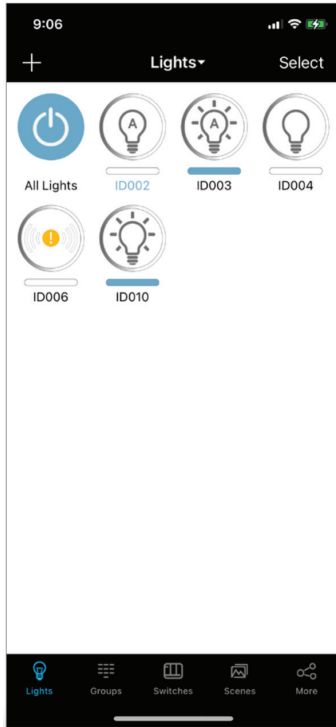 9:06
+ Lights▾ Select
A A
All Lights ID002 ID003 ID004
!
ID006 ID010
Lights Groups Switches Scenes More